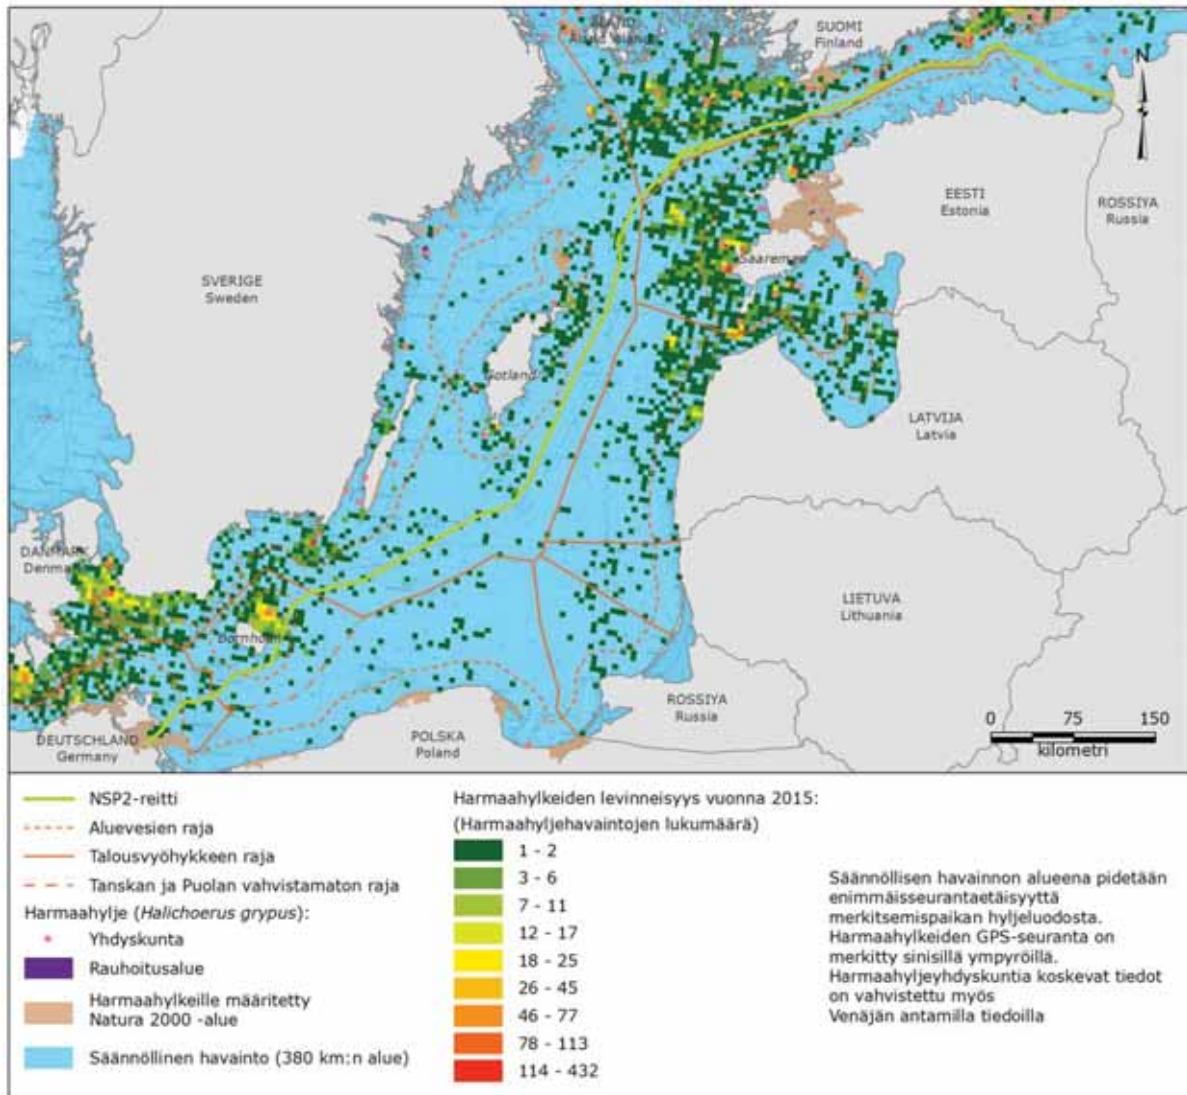 ÅLAND
Åland Islands
SUOMI
Finland
N
EESTI
Estonia
ROSSIYA
Russia
SVERIGE
Sweden
Saaremaa
Gotland
LATVIJA
Latvia
DANMARK
Denmark
LIETUVA
Lithuania
Bornholm
ROSSIYA
Russia
DEUTSCHLAND
Germany
POLSKA
Poland
0 75 150
kilometri
NSP2-reitti
Aluevesien raja
Talousvyöhykkeen raja
Tanskan ja Puolan vahvistamaton raja
Harmaahylje (Halichoerus grypus):
Yhdyskunta
Rauhoitusalue
Harmaahylkeille määritetty
Natura 2000 -alue
Säännöllinen havainto (380 km:n alue)
Harmaahylkeiden levinneisyys vuonna 2015:
(Harmaahyljehavaintojen lukumäärä)
1 - 2
3 - 6
7 - 11
12 - 17
18 - 25
26 - 45
46 - 77
78 - 113
114 - 432
Säännöllisen havainnon alueena pidetään
enimmäisseurantaetäisyyttä
merkitsemispaikan hyljeluodosta.
Harmaahylkeiden GPS-seuranta on
merkitty sinisillä ympyröillä.
Harmaahyljeyhdyskuntia koskevat tiedot
on vahvistettu myös
Venäjän antamilla tiedoilla